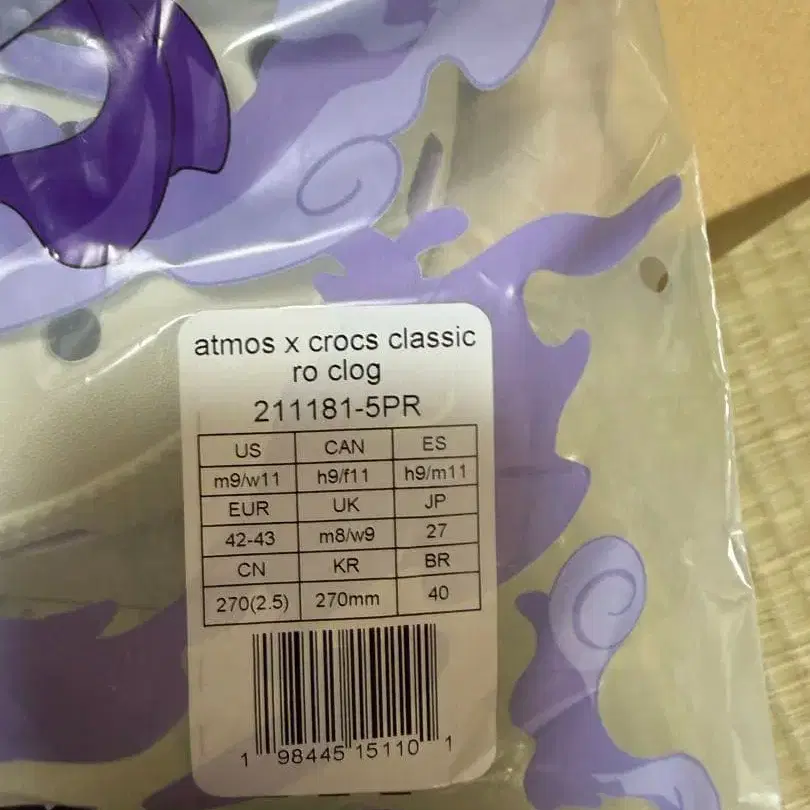 atmos x crocs classic
ro clog
211181-5PR
US CAN ES
m9/w11 h9/f11 h9/m11
EUR UK JP
42-43 m8/w9 27
CN KR BR
270(2.5) 270mm 40
1 98445 15110 1